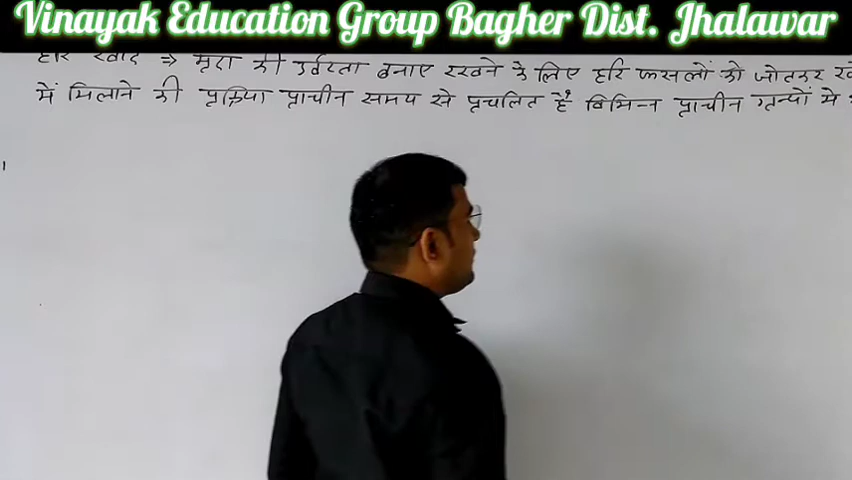 Vinayak Education Group Bagher Dist. Jhalawar
हरि खाद ⇒ मृदा की उर्वरता बनाए रखने के लिए हरि फसलों को जोतकर
में मिलाने की प्रक्रिया प्राचीन समय से प्रचलित है विभिन्न प्राचीन ग्रन्थों में